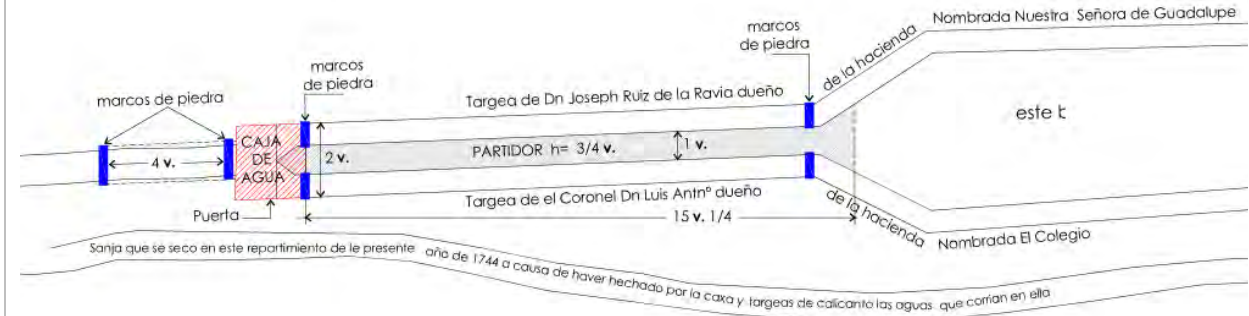 Nombrada Nuestra Señora de Guadalupe
de la hacienda
marcos
de piedra
marcos
de piedra
marcos de piedra
Targea de Dn Joseph Ruiz de la Ravia dueño
este
CAJA
DE
AGUA
4 v.
2 v.
PARTIDOR h= 3/4 v.
1 v.
Targea de el Coronel Dn Luis Antnº dueño
de la hacienda
Puerta
15 v. 1/4
Nombrada El Colegio
Sanja que se seco en este repartimiento de le presente año de 1744 a causa de haver hechado por la caxa y targeas de calicanto las aguas que corrian en ella